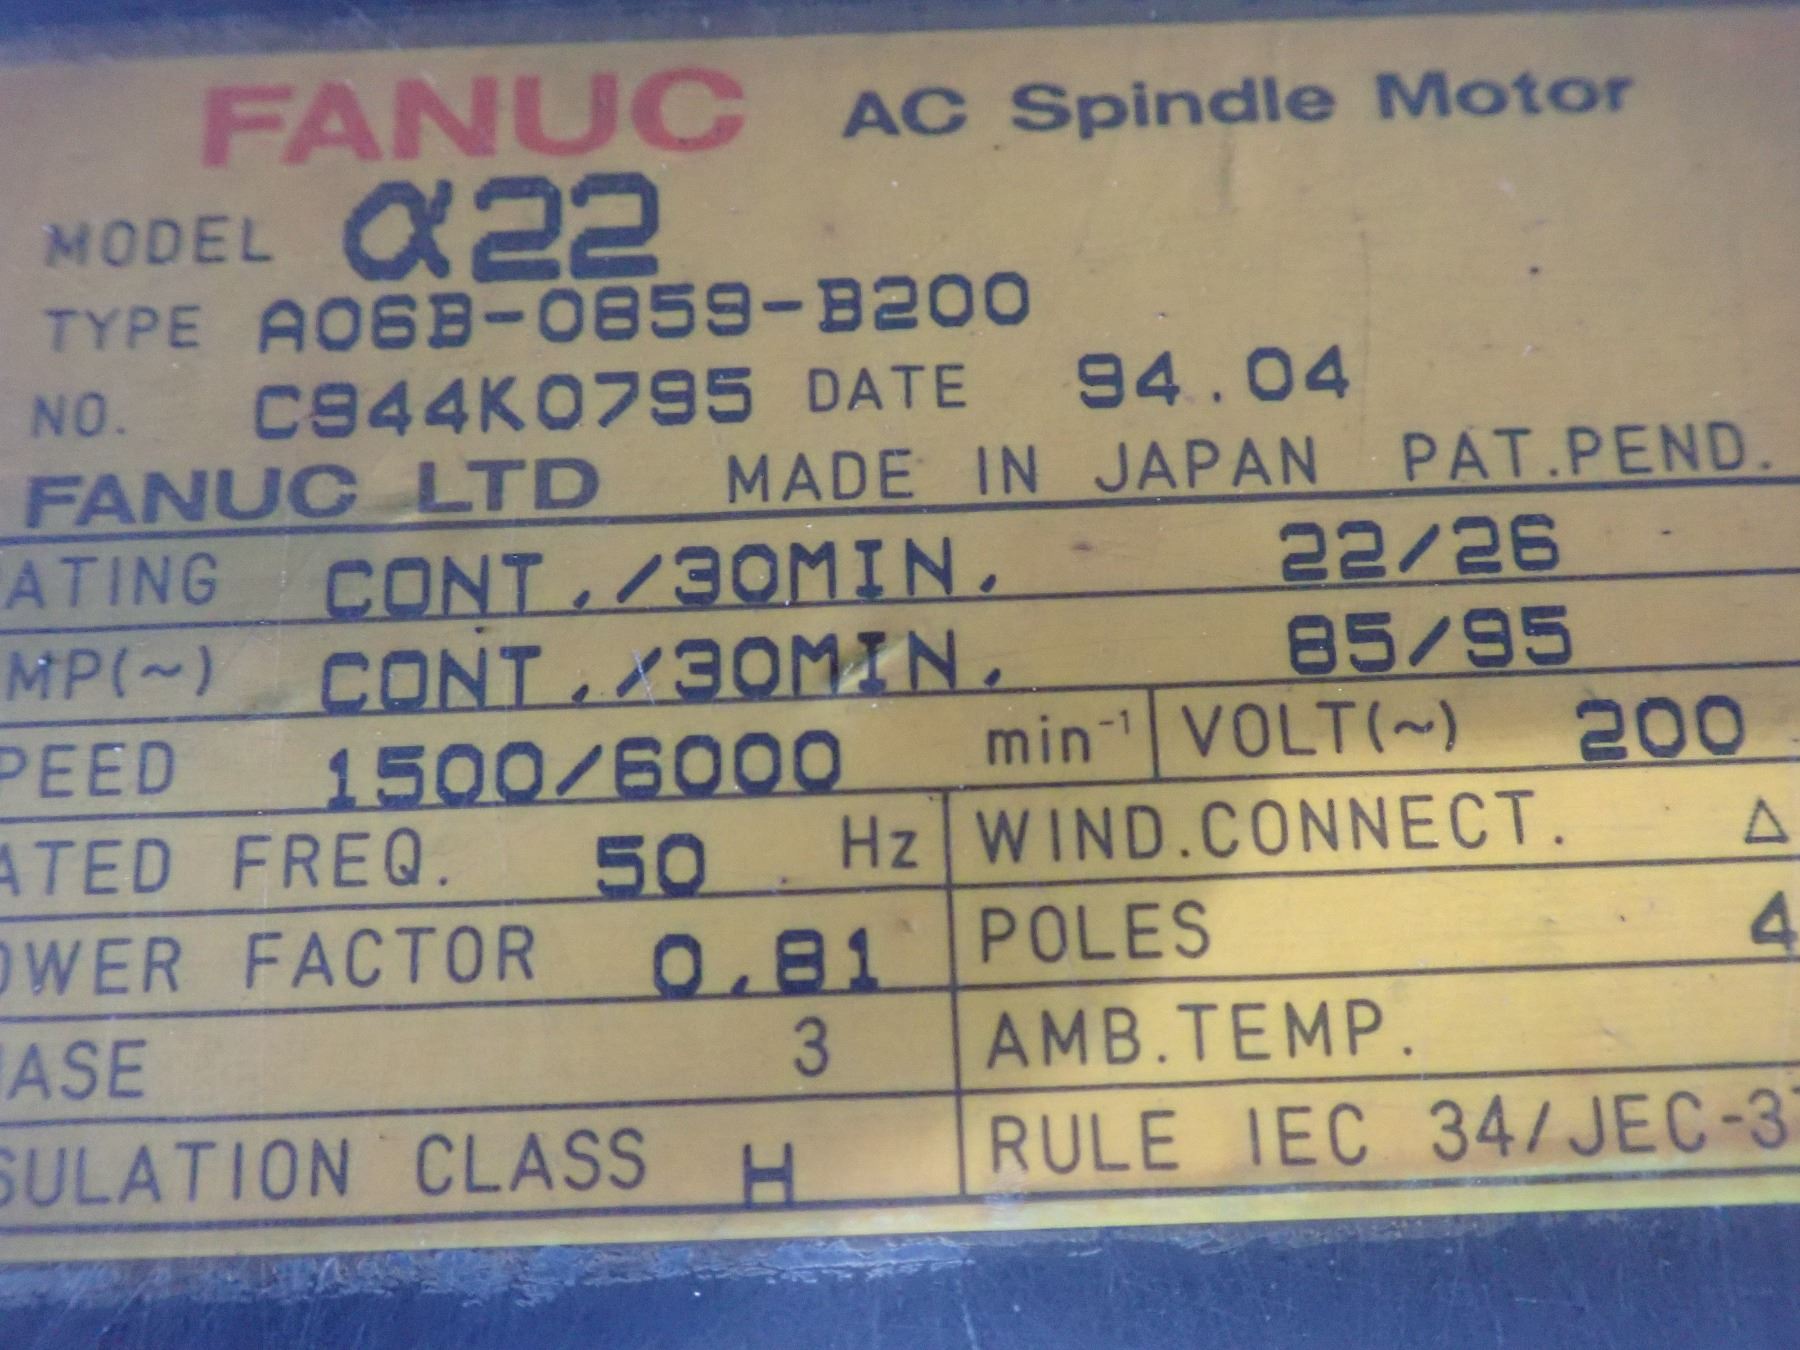 FANUC AC Spindle Motor
MODEL α22
TYPE A06B-0859-B200
NO. C944K0795 DATE 94.04
FANUC LTD MADE IN JAPAN PAT.PEND.
ATING CONT./30MIN. 22/26
MP(~) CONT./30MIN. 85/95
PEED 1500/6000 min⁻¹ VOLT(~) 200
ATED FREQ. 50 Hz WIND.CONNECT. Δ
OWER FACTOR 0.81 POLES 4
HASE 3 AMB.TEMP.
SULATION CLASS H RULE IEC 34/JEC-37